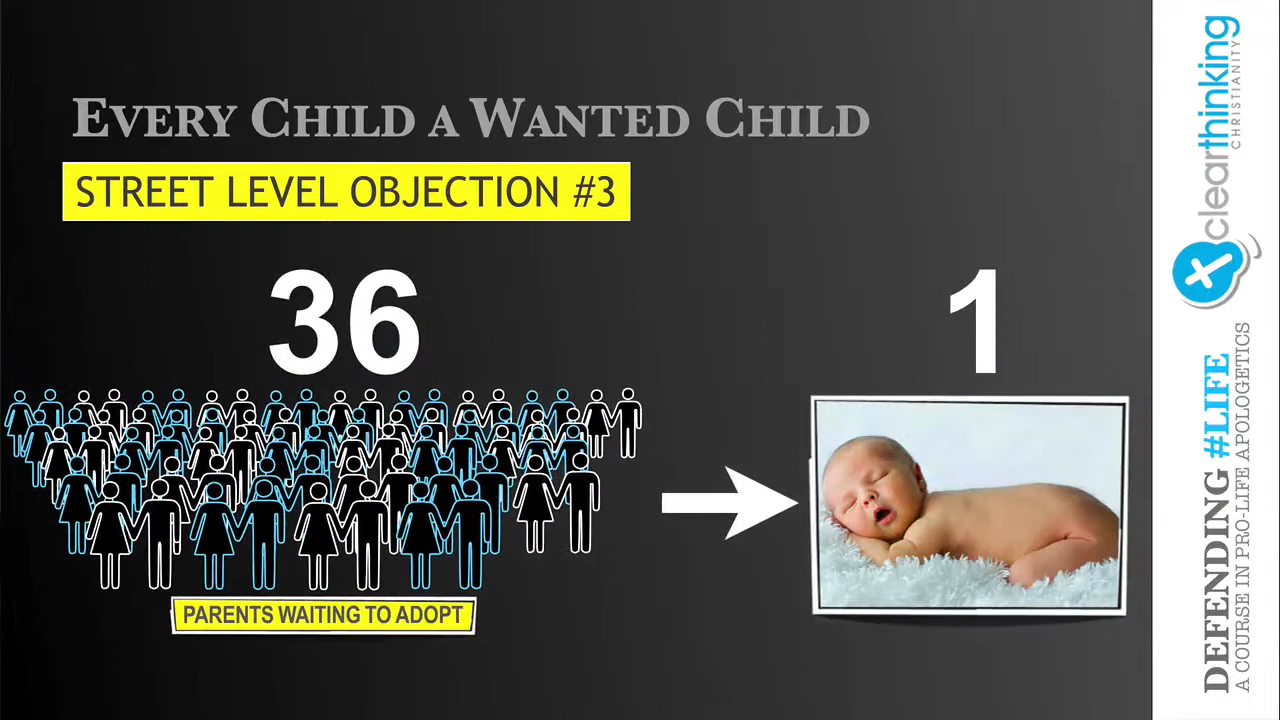 EVERY CHILD A WANTED CHILD
STREET LEVEL OBJECTION #3
36
1
PARENTS WAITING TO ADOPT
clearthinking
CHRISTIANITY
DEFENDING #LIFE
A COURSE IN PRO-LIFE APOLOGETICS